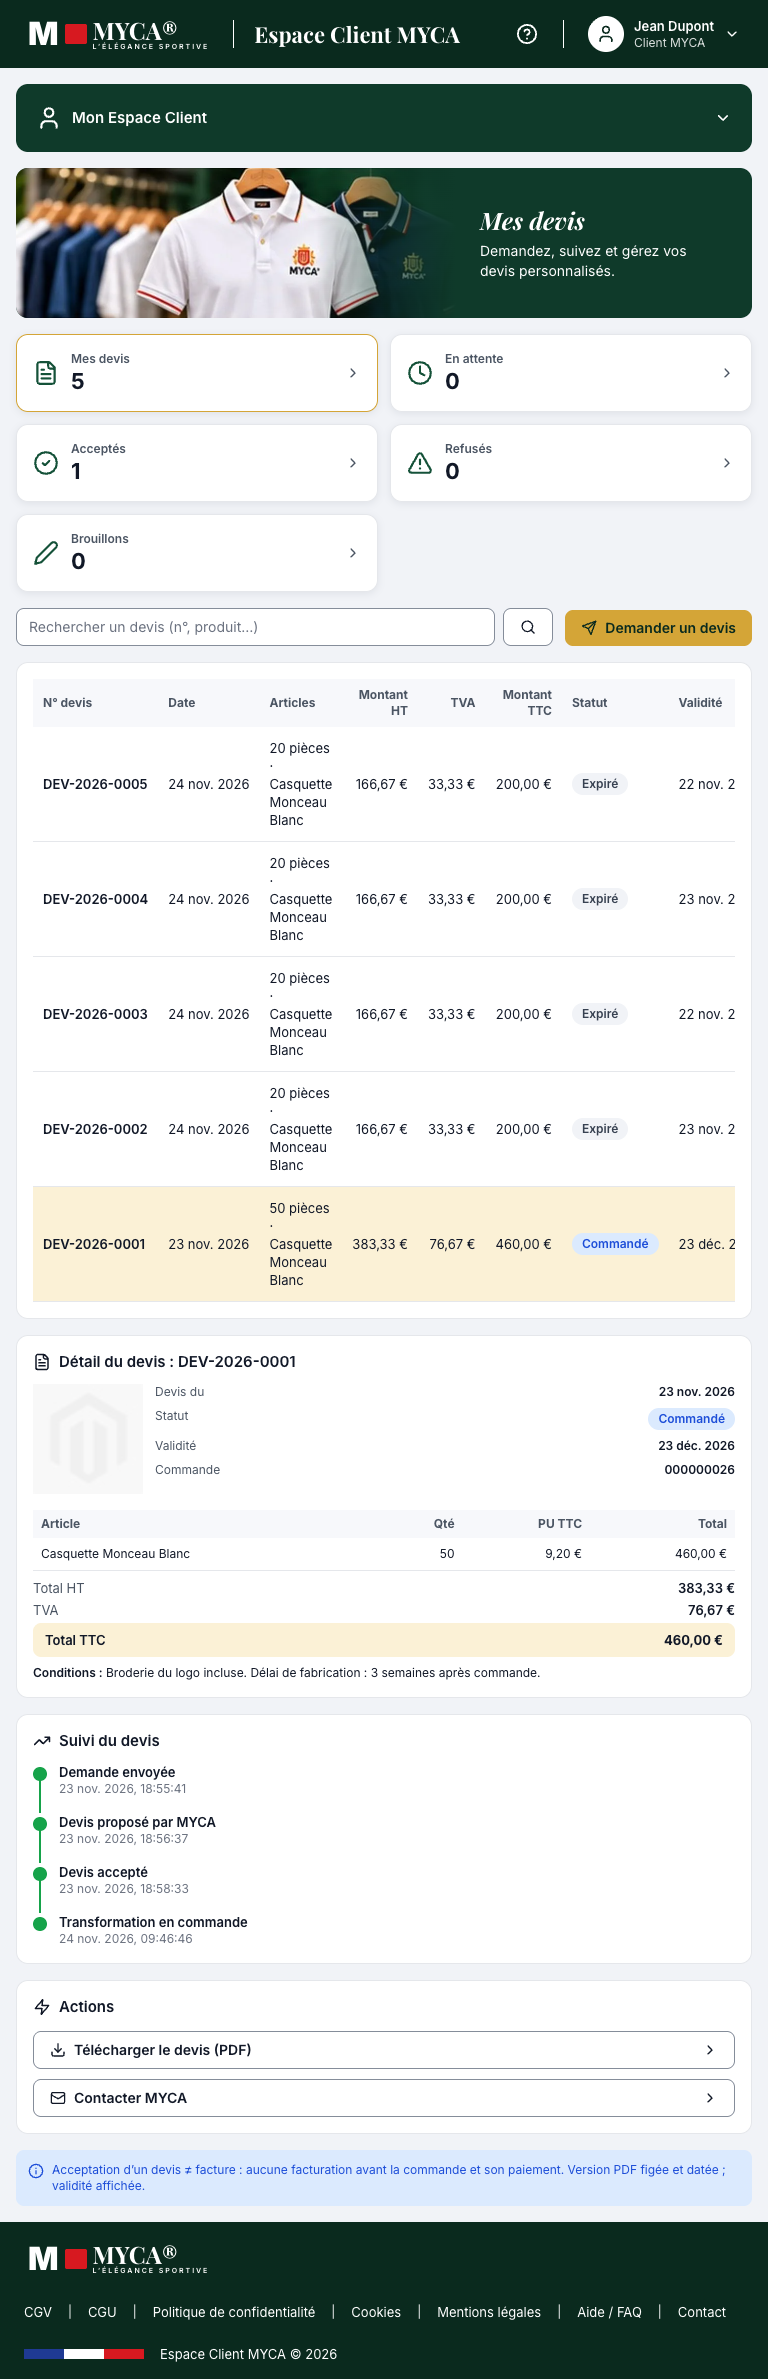 M MYCA®
L'ÉLÉGANCE SPORTIVE
Espace Client MYCA
Jean Dupont
Client MYCA
Mon Espace Client
MYCA
MYCA
Mes devis
Demandez, suivez et gérez vos
devis personnalisés.
Mes devis
5
En attente
0
Acceptés
1
Refusés
0
Brouillons
0
Rechercher un devis (n°, produit…)
Demander un devis
N° devis Date Articles Montant HT TVA Montant TTC Statut Validité
DEV-2026-0005 24 nov. 2026 20 pièces · Casquette Monceau Blanc 166,67 € 33,33 € 200,00 € Expiré 22 nov. 2
DEV-2026-0004 24 nov. 2026 20 pièces · Casquette Monceau Blanc 166,67 € 33,33 € 200,00 € Expiré 23 nov. 2
DEV-2026-0003 24 nov. 2026 20 pièces · Casquette Monceau Blanc 166,67 € 33,33 € 200,00 € Expiré 22 nov. 2
DEV-2026-0002 24 nov. 2026 20 pièces · Casquette Monceau Blanc 166,67 € 33,33 € 200,00 € Expiré 23 nov. 2
DEV-2026-0001 23 nov. 2026 50 pièces · Casquette Monceau Blanc 383,33 € 76,67 € 460,00 € Commandé 23 déc. 2
Détail du devis : DEV-2026-0001
Devis du 23 nov. 2026
Statut Commandé
Validité 23 déc. 2026
Commande 000000026
Article Qté PU TTC Total
Casquette Monceau Blanc 50 9,20 € 460,00 €
Total HT 383,33 €
TVA 76,67 €
Total TTC 460,00 €
Conditions : Broderie du logo incluse. Délai de fabrication : 3 semaines après commande.
Suivi du devis
Demande envoyée
23 nov. 2026, 18:55:41
Devis proposé par MYCA
23 nov. 2026, 18:56:37
Devis accepté
23 nov. 2026, 18:58:33
Transformation en commande
24 nov. 2026, 09:46:46
Actions
Télécharger le devis (PDF)
Contacter MYCA
Acceptation d’un devis ≠ facture : aucune facturation avant la commande et son paiement. Version PDF figée et datée ;
validité affichée.
M MYCA®
L'ÉLÉGANCE SPORTIVE
CGV | CGU | Politique de confidentialité | Cookies | Mentions légales | Aide / FAQ | Contact
Espace Client MYCA © 2026